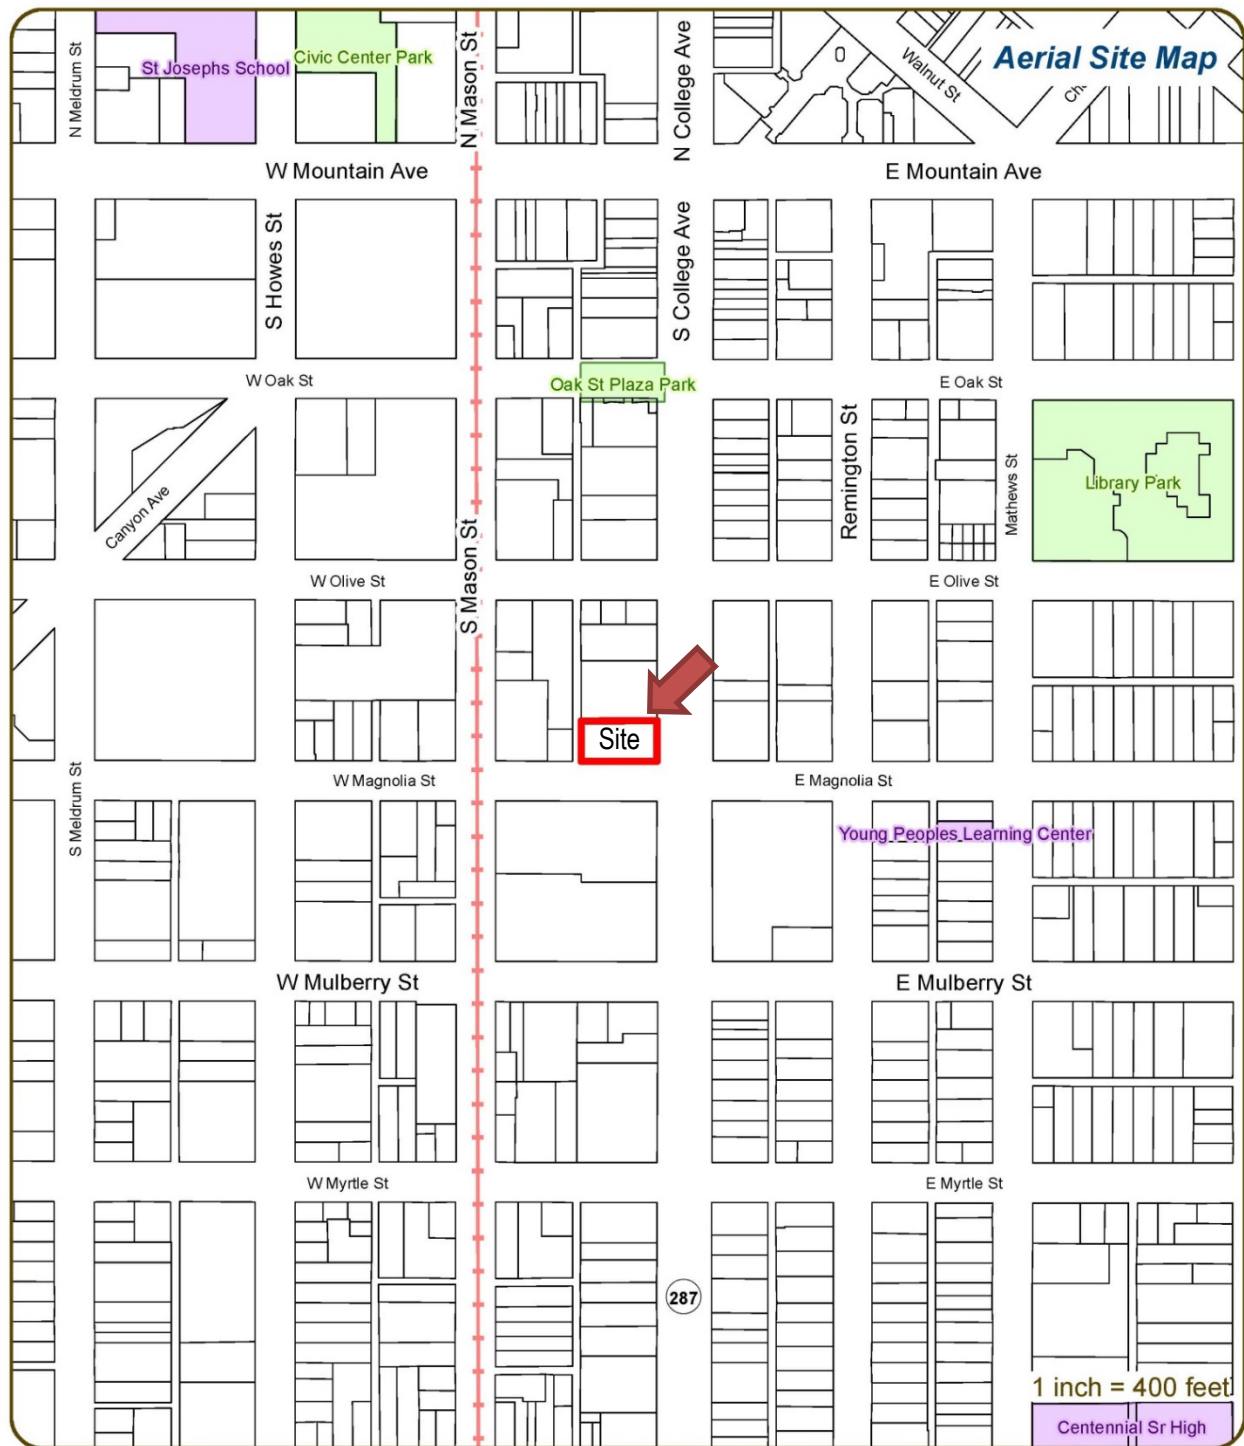 N Meldrum St
St Josephs School
Civic Center Park
N Mason St
N College Ave
Walnut St
Aerial Site Map
W Mountain Ave
E Mountain Ave
S Howes St
S College Ave
W Oak St
Oak St Plaza Park
E Oak St
Canyon Ave
S Mason St
Remington St
Mathews St
Library Park
W Olive St
E Olive St
Site
S Meldrum St
W Magnolia St
E Magnolia St
Young Peoples Learning Center
W Mulberry St
E Mulberry St
W Myrtle St
E Myrtle St
287
1 inch = 400 feet
Centennial Sr High